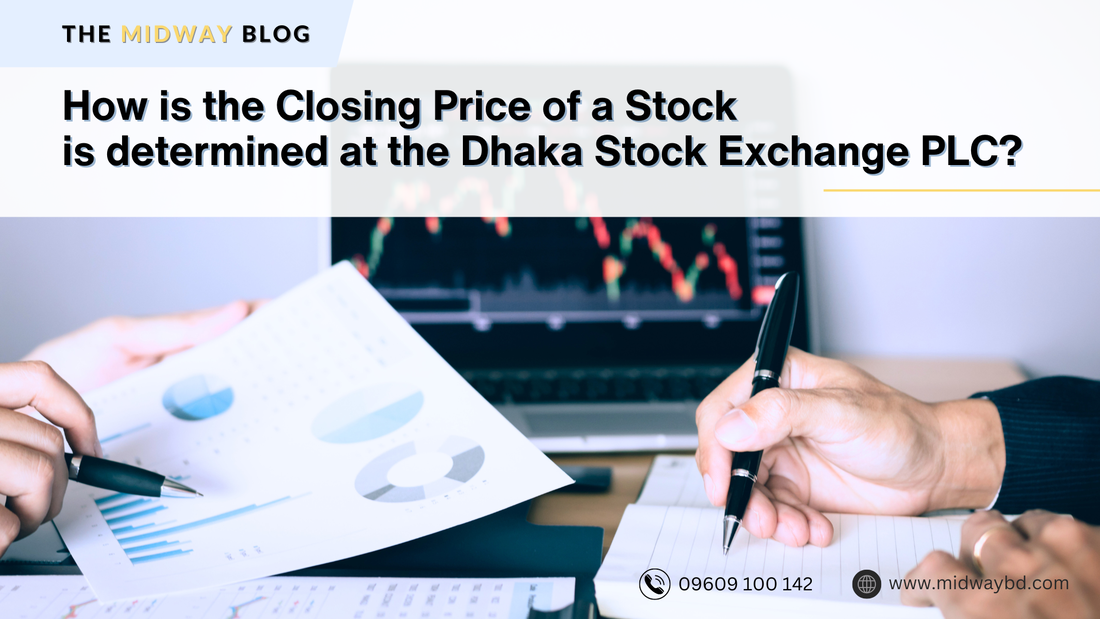 THE MIDWAY BLOG
How is the Closing Price of a Stock
is determined at the Dhaka Stock Exchange PLC?
09609 100 142
www.midwaybd.com